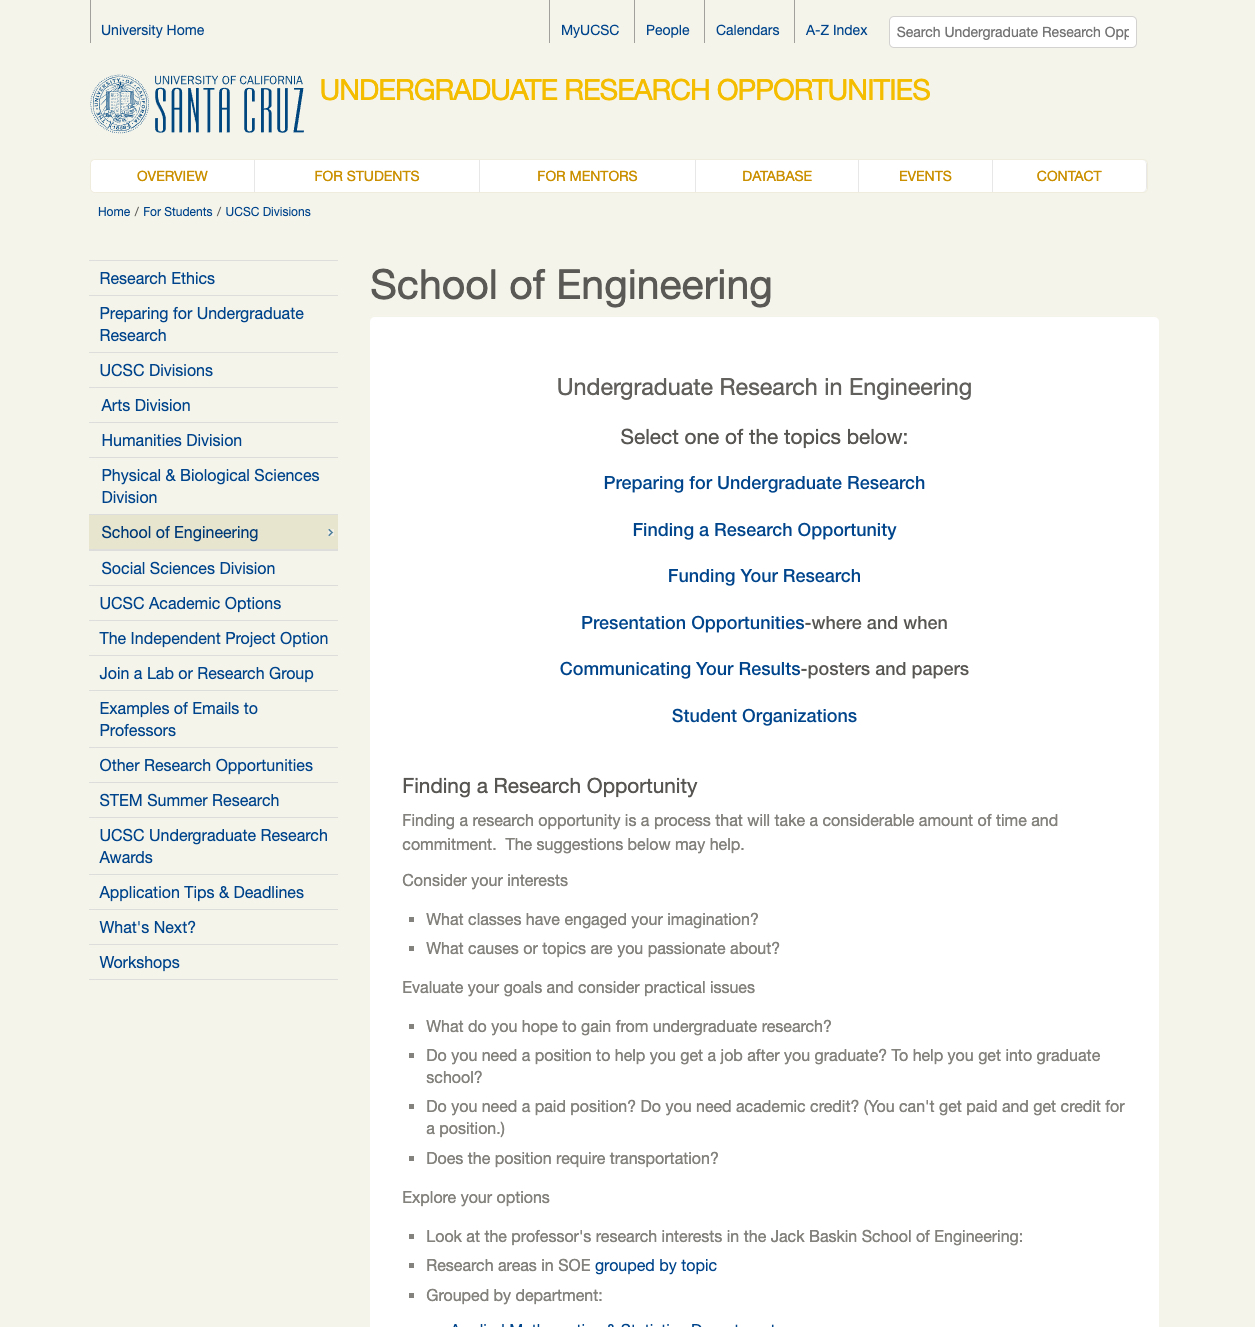 University Home
MyUCSC
People
Calendars
A-Z Index
Search Undergraduate Research Opp
UNIVERSITY OF CALIFORNIA
SANTA CRUZ
UNDERGRADUATE RESEARCH OPPORTUNITIES
OVERVIEW
FOR STUDENTS
FOR MENTORS
DATABASE
EVENTS
CONTACT
Home / For Students / UCSC Divisions
Research Ethics
Preparing for Undergraduate
Research
UCSC Divisions
Arts Division
Humanities Division
Physical & Biological Sciences
Division
School of Engineering
Social Sciences Division
UCSC Academic Options
The Independent Project Option
Join a Lab or Research Group
Examples of Emails to
Professors
Other Research Opportunities
STEM Summer Research
UCSC Undergraduate Research
Awards
Application Tips & Deadlines
What's Next?
Workshops
School of Engineering
Undergraduate Research in Engineering
Select one of the topics below:
Preparing for Undergraduate Research
Finding a Research Opportunity
Funding Your Research
Presentation Opportunities-where and when
Communicating Your Results-posters and papers
Student Organizations
Finding a Research Opportunity
Finding a research opportunity is a process that will take a considerable amount of time and
commitment.  The suggestions below may help.
Consider your interests
What classes have engaged your imagination?
What causes or topics are you passionate about?
Evaluate your goals and consider practical issues
What do you hope to gain from undergraduate research?
Do you need a position to help you get a job after you graduate? To help you get into graduate
school?
Do you need a paid position? Do you need academic credit? (You can't get paid and get credit for
a position.)
Does the position require transportation?
Explore your options
Look at the professor's research interests in the Jack Baskin School of Engineering:
Research areas in SOE grouped by topic
Grouped by department: